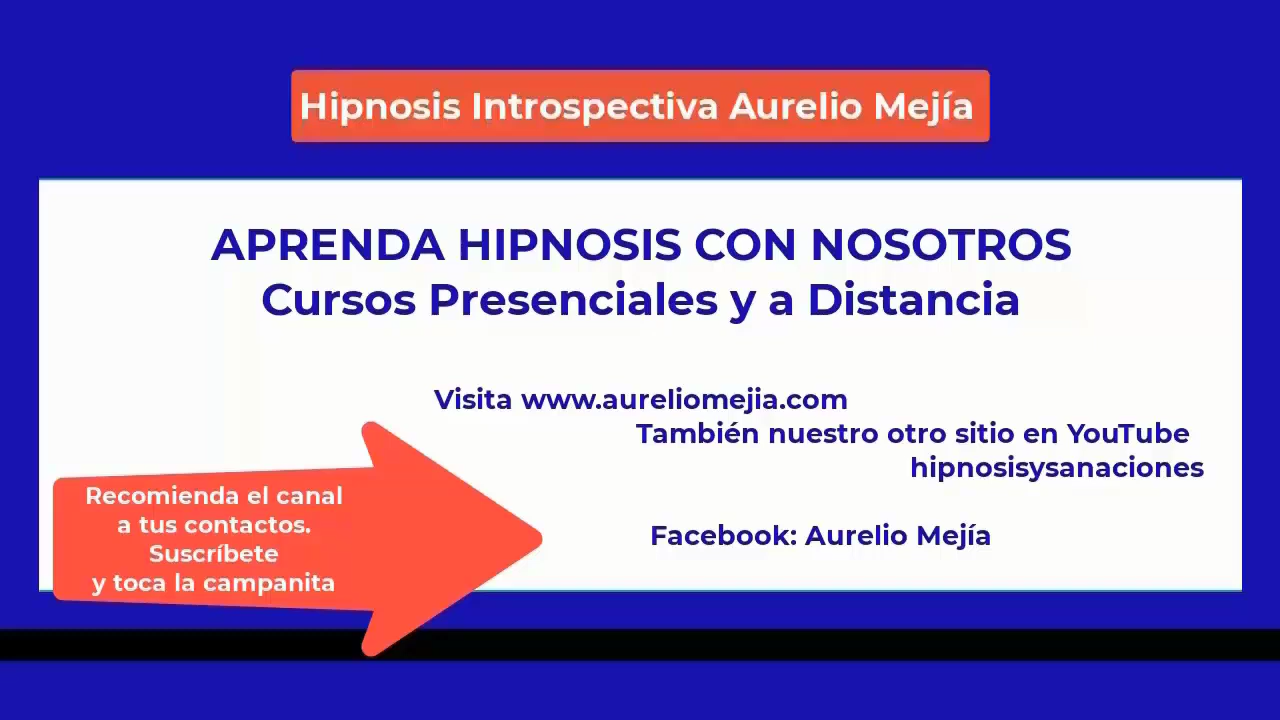 Hipnosis Introspectiva Aurelio Mejía
APRENDA HIPNOSIS CON NOSOTROS
Cursos Presenciales y a Distancia
Visita www.aureliomejia.com
También nuestro otro sitio en YouTube
hipnosisysanaciones
Facebook: Aurelio Mejía
Recomienda el canal
a tus contactos.
Suscríbete
y toca la campanita